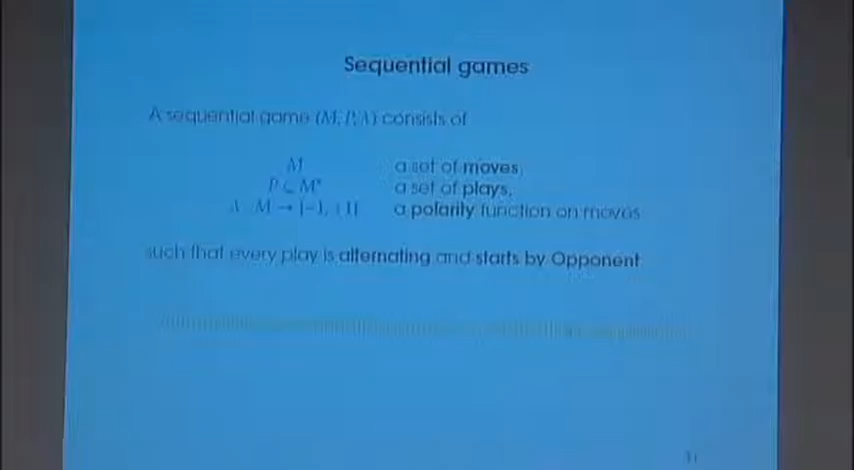 Sequential games
A sequential game (M, P, λ) consists of
M a set of moves,
P ⊆ M* a set of plays,
λ : M → {−1, +1} a polarity function on moves
such that every play is alternating and starts by Opponent